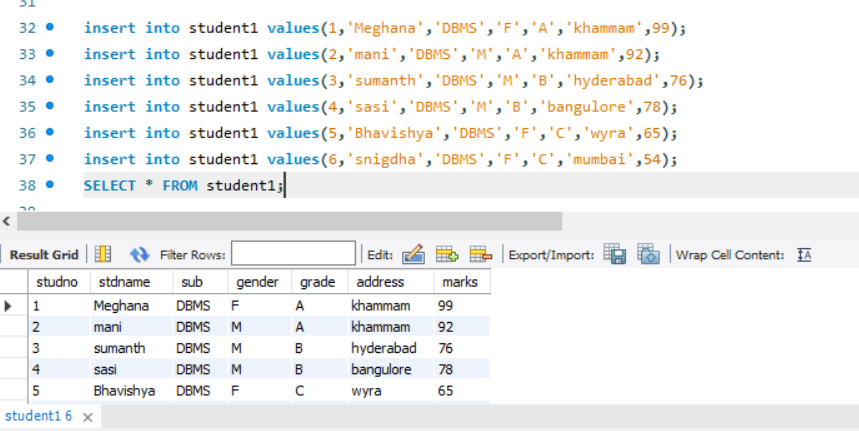 31
32 insert into student1 values(1,'Meghana','DBMS','F','A','khammam',99);
33 insert into student1 values(2,'mani','DBMS','M','A','khammam',92);
34 insert into student1 values(3,'sumanth','DBMS','M','B','hyderabad',76);
35 insert into student1 values(4,'sasi','DBMS','M','B','bangulore',78);
36 insert into student1 values(5,'Bhavishya','DBMS','F','C','wyra',65);
37 insert into student1 values(6,'snigdha','DBMS','F','C','mumbai',54);
38 SELECT * FROM student1;
39
Result Grid Filter Rows: Edit: Export/Import: Wrap Cell Content: IA
studno stdname sub gender grade address marks
1 Meghana DBMS F A khammam 99
2 mani DBMS M A khammam 92
3 sumanth DBMS M B hyderabad 76
4 sasi DBMS M B bangulore 78
5 Bhavishya DBMS F C wyra 65
student1 6